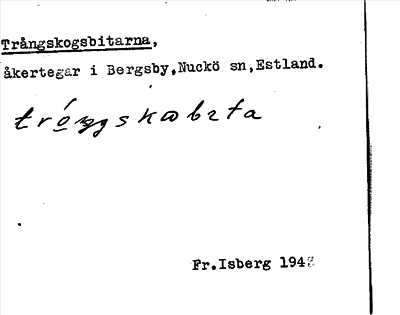 Trångskogsbitarna,
åkertegar i Bergsby, Nuckö sn, Estland.
Fr. Isberg